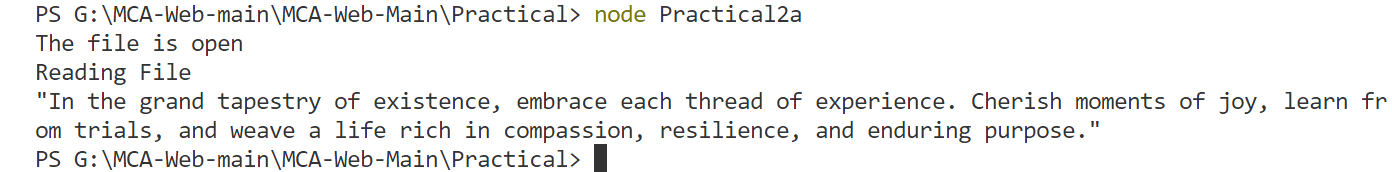 PS G:\MCA-Web-main\MCA-Web-Main\Practical> node Practical2a
The file is open
Reading File
"In the grand tapestry of existence, embrace each thread of experience. Cherish moments of joy, learn fr
om trials, and weave a life rich in compassion, resilience, and enduring purpose."
PS G:\MCA-Web-main\MCA-Web-Main\Practical>